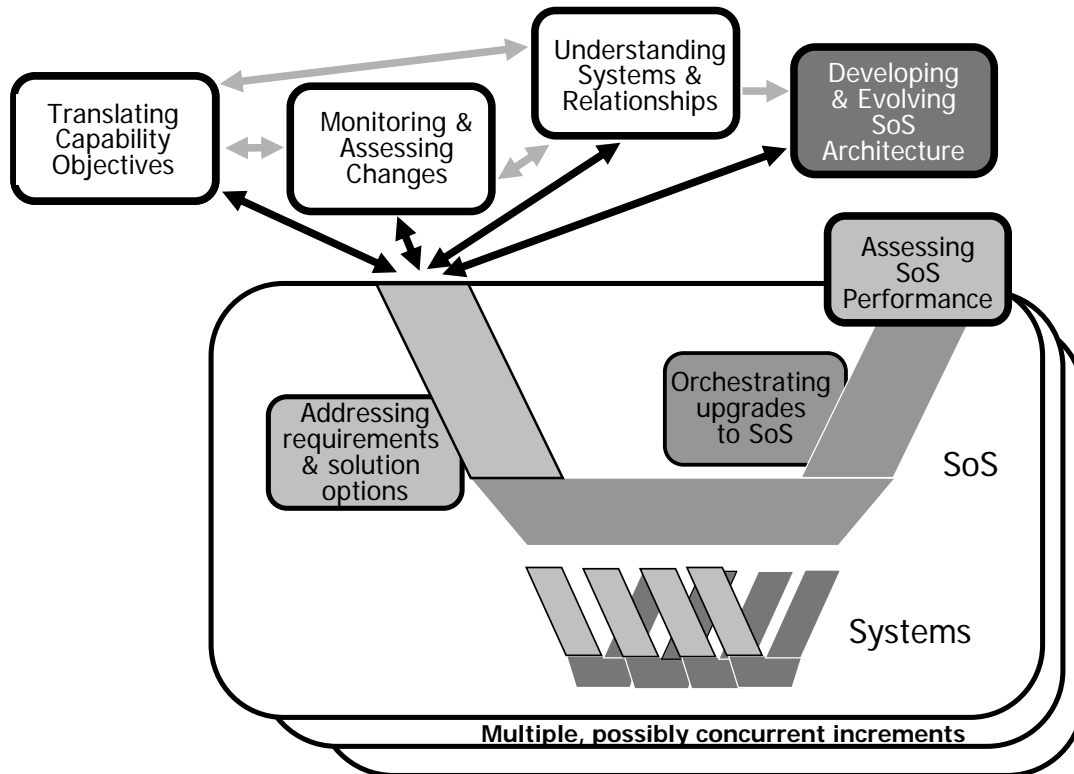 Translating
Capability
Objectives
Monitoring &
Assessing
Changes
Understanding
Systems &
Relationships
Developing
& Evolving
SoS
Architecture
Assessing
SoS
Performance
Addressing
requirements
& solution
options
Orchestrating
upgrades
to SoS
SoS
Systems
Multiple, possibly concurrent increments